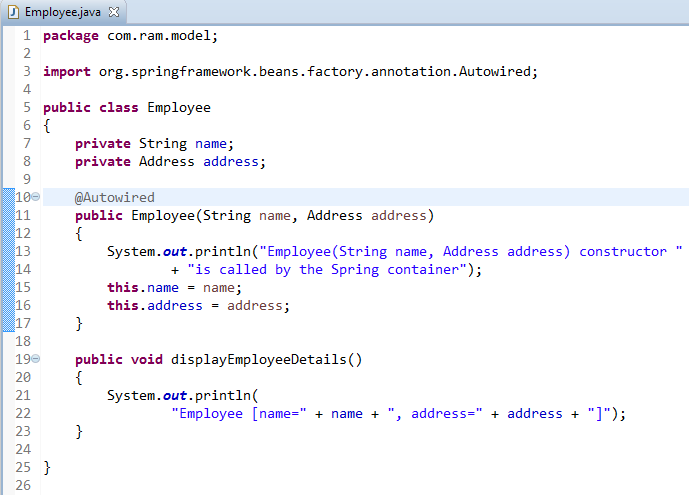 Employee.java
1 package com.ram.model;
2
3 import org.springframework.beans.factory.annotation.Autowired;
4
5 public class Employee
6 {
7     private String name;
8     private Address address;
9
10     @Autowired
11     public Employee(String name, Address address)
12     {
13         System.out.println("Employee(String name, Address address) constructor "
14                 + "is called by the Spring container");
15         this.name = name;
16         this.address = address;
17     }
18
19     public void displayEmployeeDetails()
20     {
21         System.out.println(
22                 "Employee [name=" + name + ", address=" + address + "]");
23     }
24
25 }
26